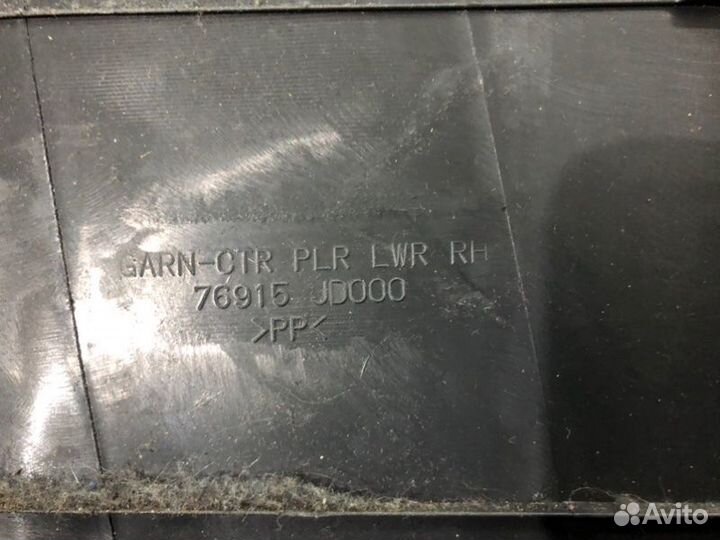 GARN-CTR PLR LWR RH
76915 JD000
>PP<
Avito